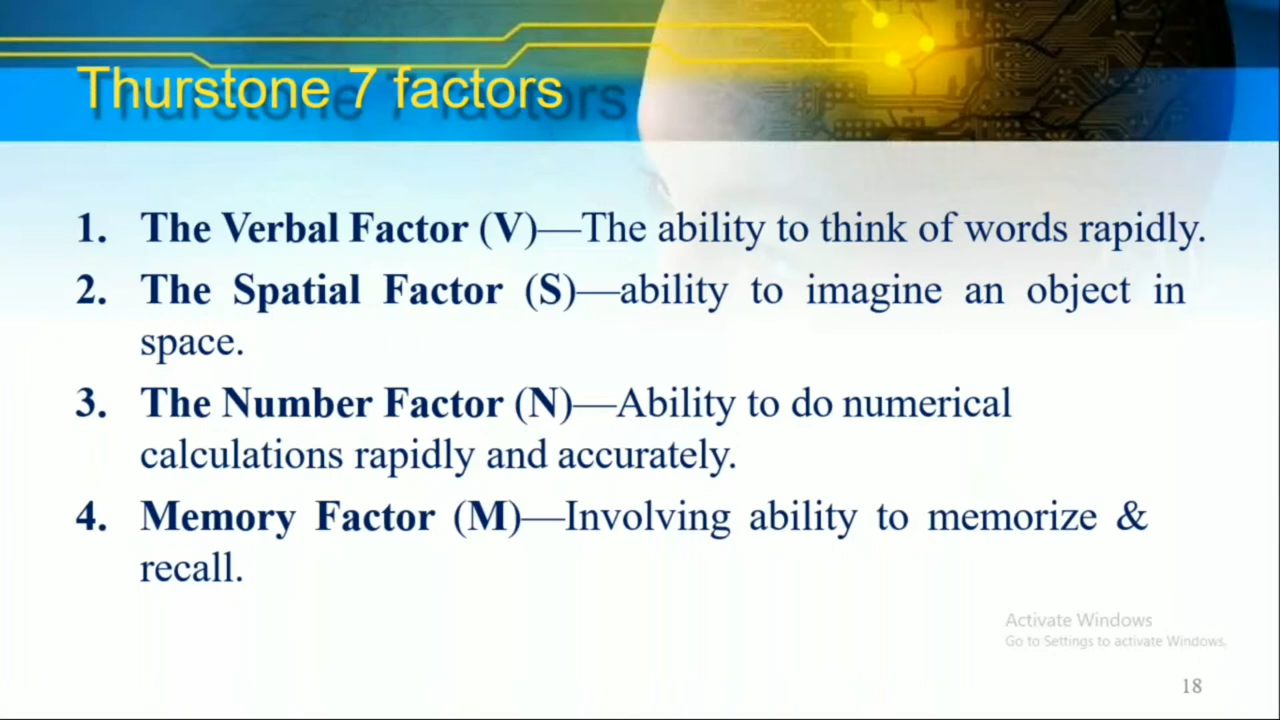 Thurstone 7 factors
1. The Verbal Factor (V)—The ability to think of words rapidly.
2. The Spatial Factor (S)—ability to imagine an object in
space.
3. The Number Factor (N)—Ability to do numerical
calculations rapidly and accurately.
4. Memory Factor (M)—Involving ability to memorize &
recall.
Activate Windows
Go to Settings to activate Windows.
18